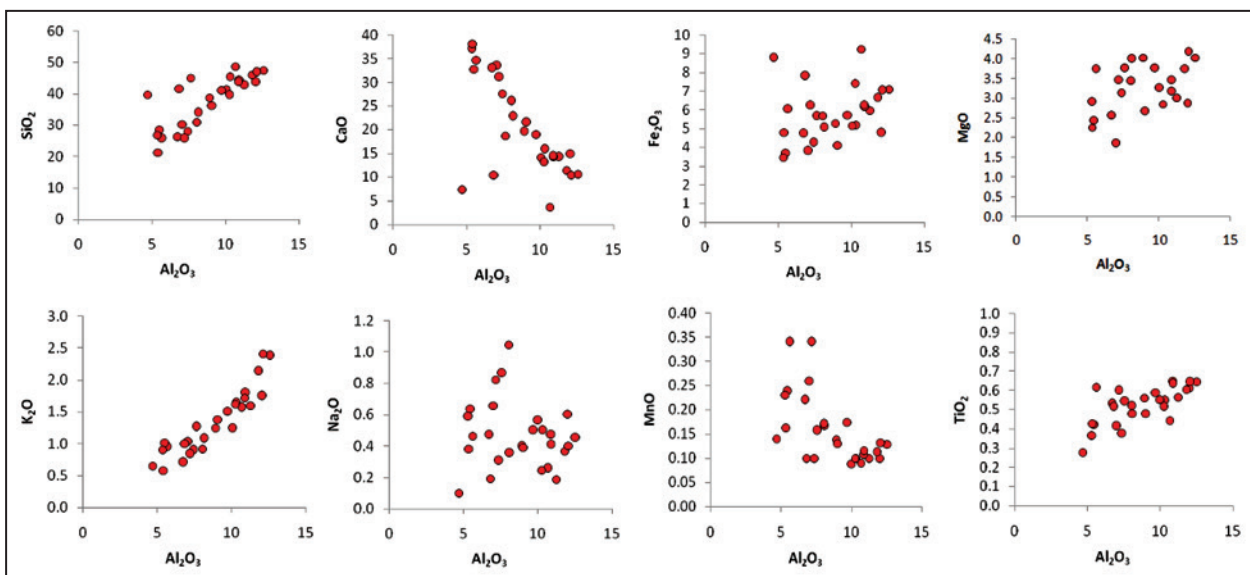 SiO₂
60
50
40
30
20
10
0
0 5 10 15
Al₂O₃
CaO
40
35
30
25
20
15
10
5
0
0 5 10 15
Al₂O₃
Fe₂O₃
10
9
8
7
6
5
4
3
2
1
0
0 5 10 15
Al₂O₃
MgO
4.5
4.0
3.5
3.0
2.5
2.0
1.5
1.0
0.5
0.0
0 5 10 15
Al₂O₃
K₂O
3.0
2.5
2.0
1.5
1.0
0.5
0.0
0 5 10 15
Al₂O₃
Na₂O
1.2
1.0
0.8
0.6
0.4
0.2
0.0
0 5 10 15
Al₂O₃
MnO
0.40
0.35
0.30
0.25
0.20
0.15
0.10
0.05
0.00
0 5 10 15
Al₂O₃
TiO₂
1.0
0.9
0.8
0.7
0.6
0.5
0.4
0.3
0.2
0.1
0.0
0 5 10 15
Al₂O₃